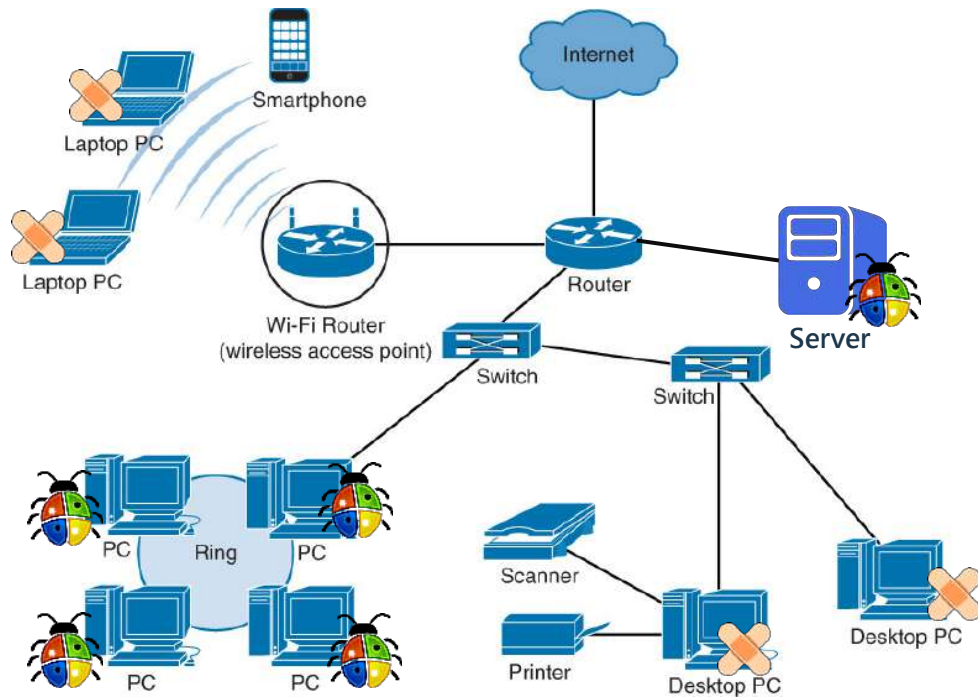 Internet
Smartphone
Laptop PC
Laptop PC
Router
Wi-Fi Router
(wireless access point)
Server
Switch
Switch
PC
PC
Ring
PC
PC
Scanner
Printer
Desktop PC
Desktop PC